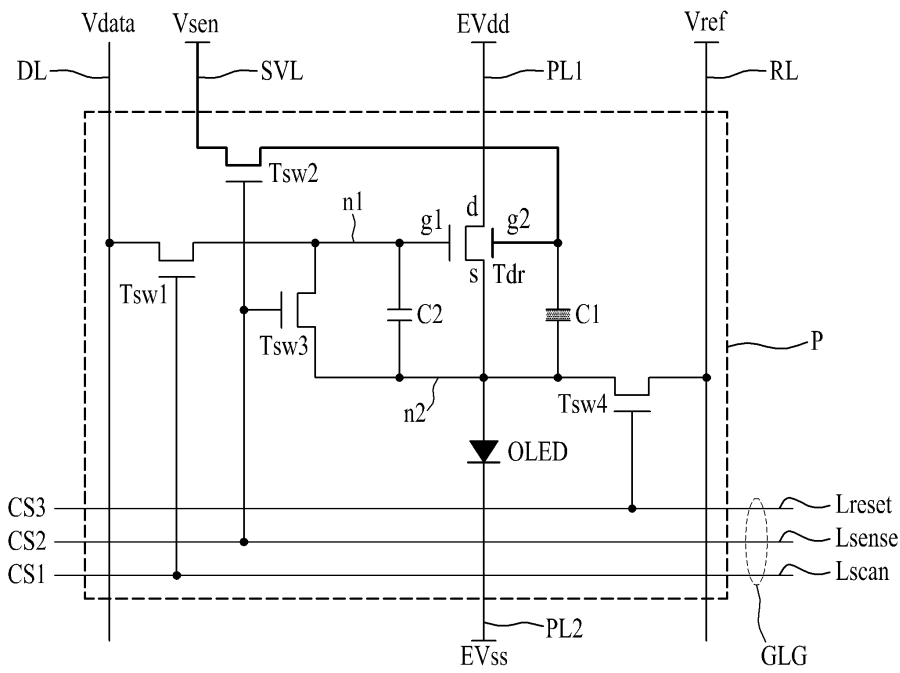 Vdata Vsen EVdd Vref
DL SVL PL1 RL
Tsw2
n1 g1 d g2
s Tdr
Tsw1
C2 C1
Tsw3 P
n2 Tsw4
OLED
CS3 Lreset
CS2 Lsense
CS1 Lscan
PL2
EVss GLG